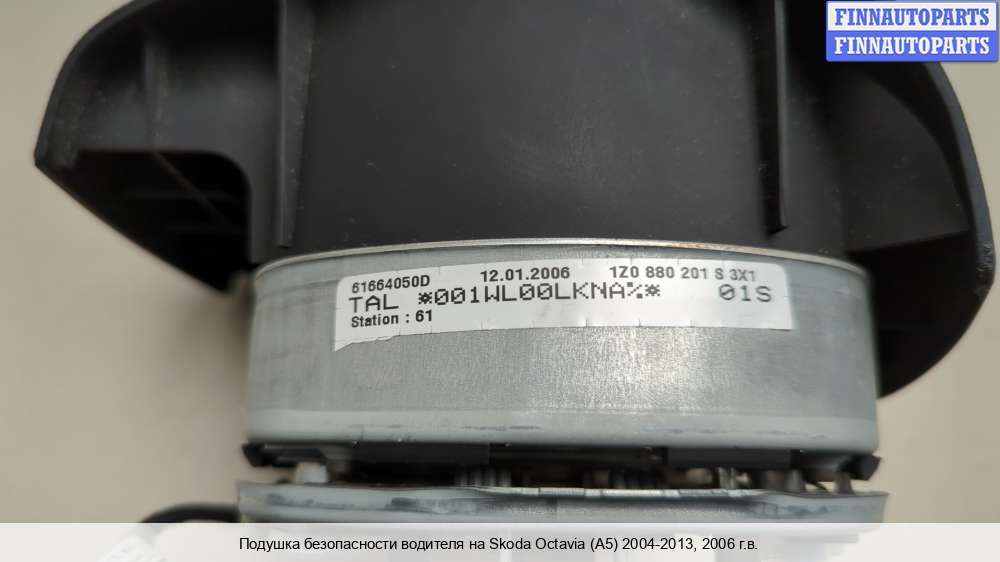 FINNAUTOPARTS
FINNAUTOPARTS
61664050D 12.01.2006 1Z0 880 201 S 3X1
TAL *001WL00LKNA%* 01S
Station : 61
Подушка безопасности водителя на Skoda Octavia (A5) 2004-2013, 2006 г.в.